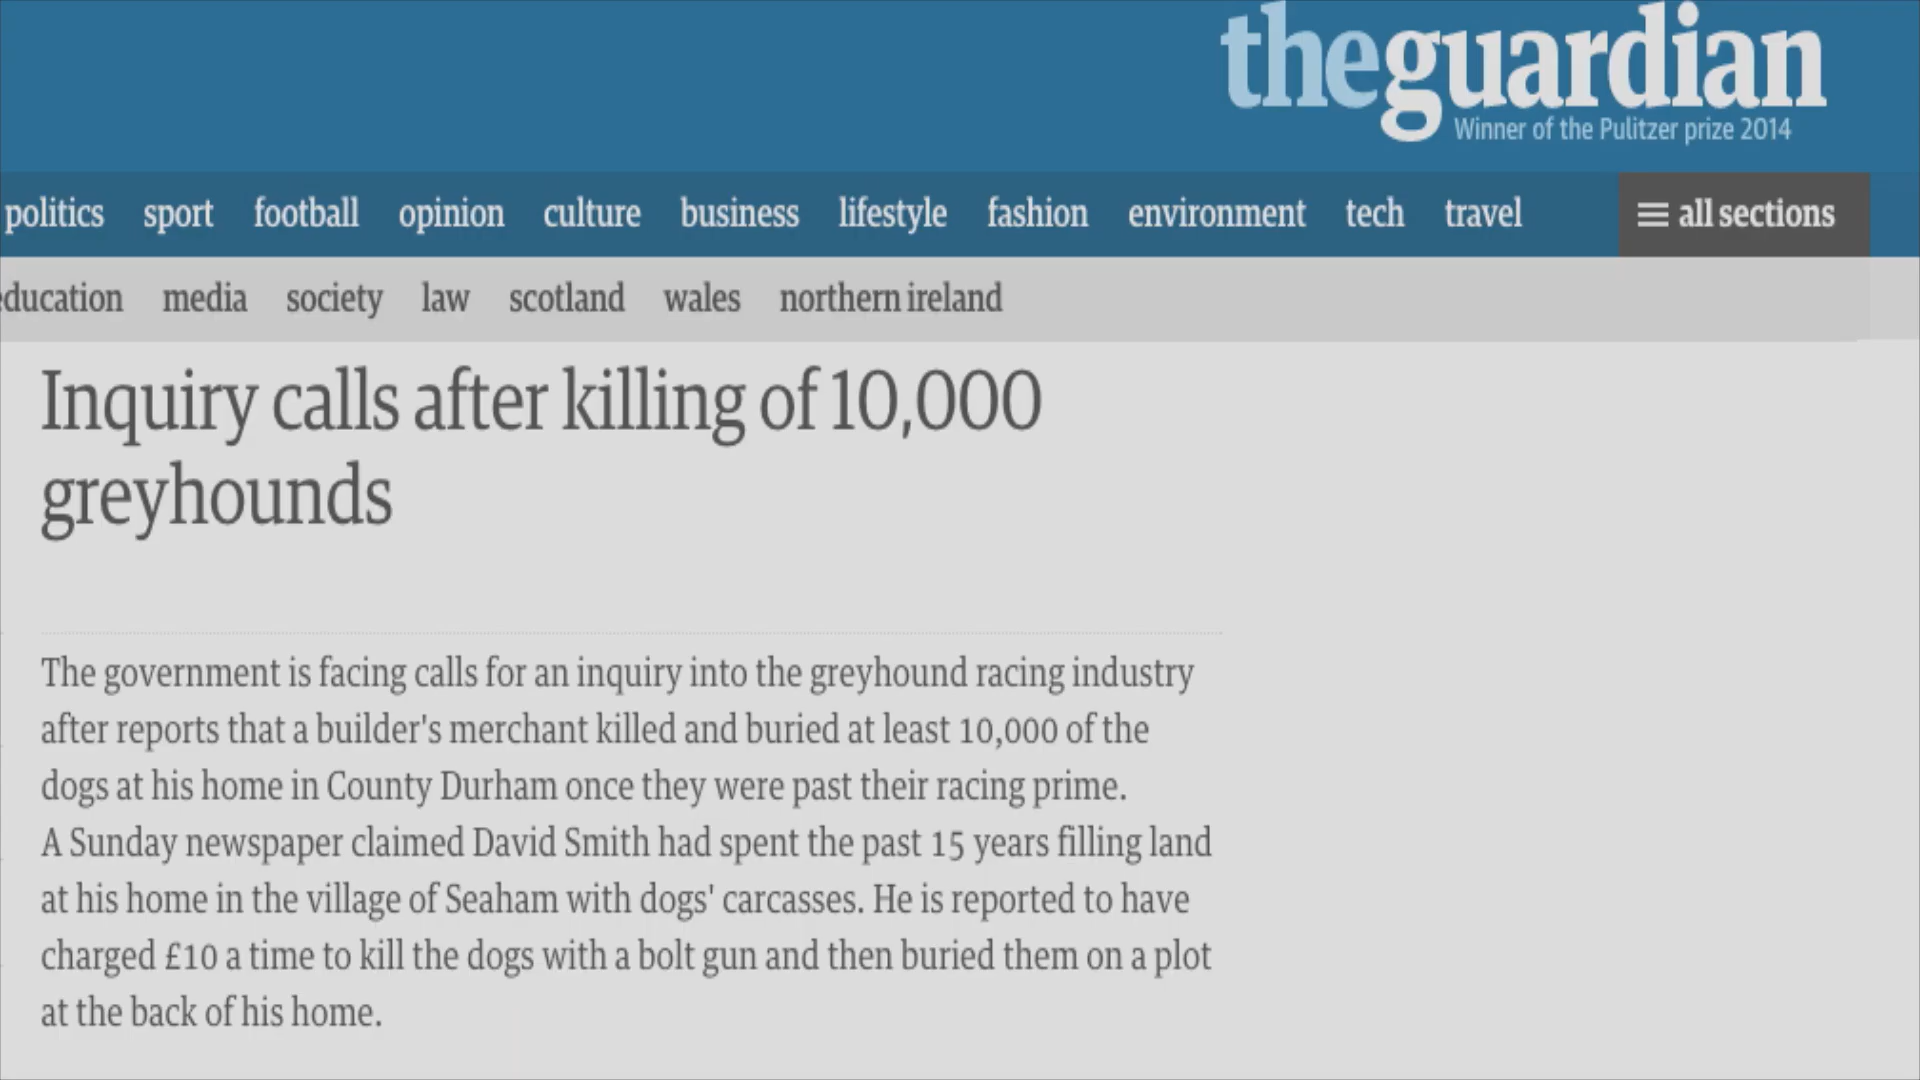 theguardian
Winner of the Pulitzer prize 2014
politics sport football opinion culture business lifestyle fashion environment tech travel all sections
education media society law scotland wales northern ireland
Inquiry calls after killing of 10,000
greyhounds
The government is facing calls for an inquiry into the greyhound racing industry
after reports that a builder's merchant killed and buried at least 10,000 of the
dogs at his home in County Durham once they were past their racing prime.
A Sunday newspaper claimed David Smith had spent the past 15 years filling land
at his home in the village of Seaham with dogs' carcasses. He is reported to have
charged £10 a time to kill the dogs with a bolt gun and then buried them on a plot
at the back of his home.